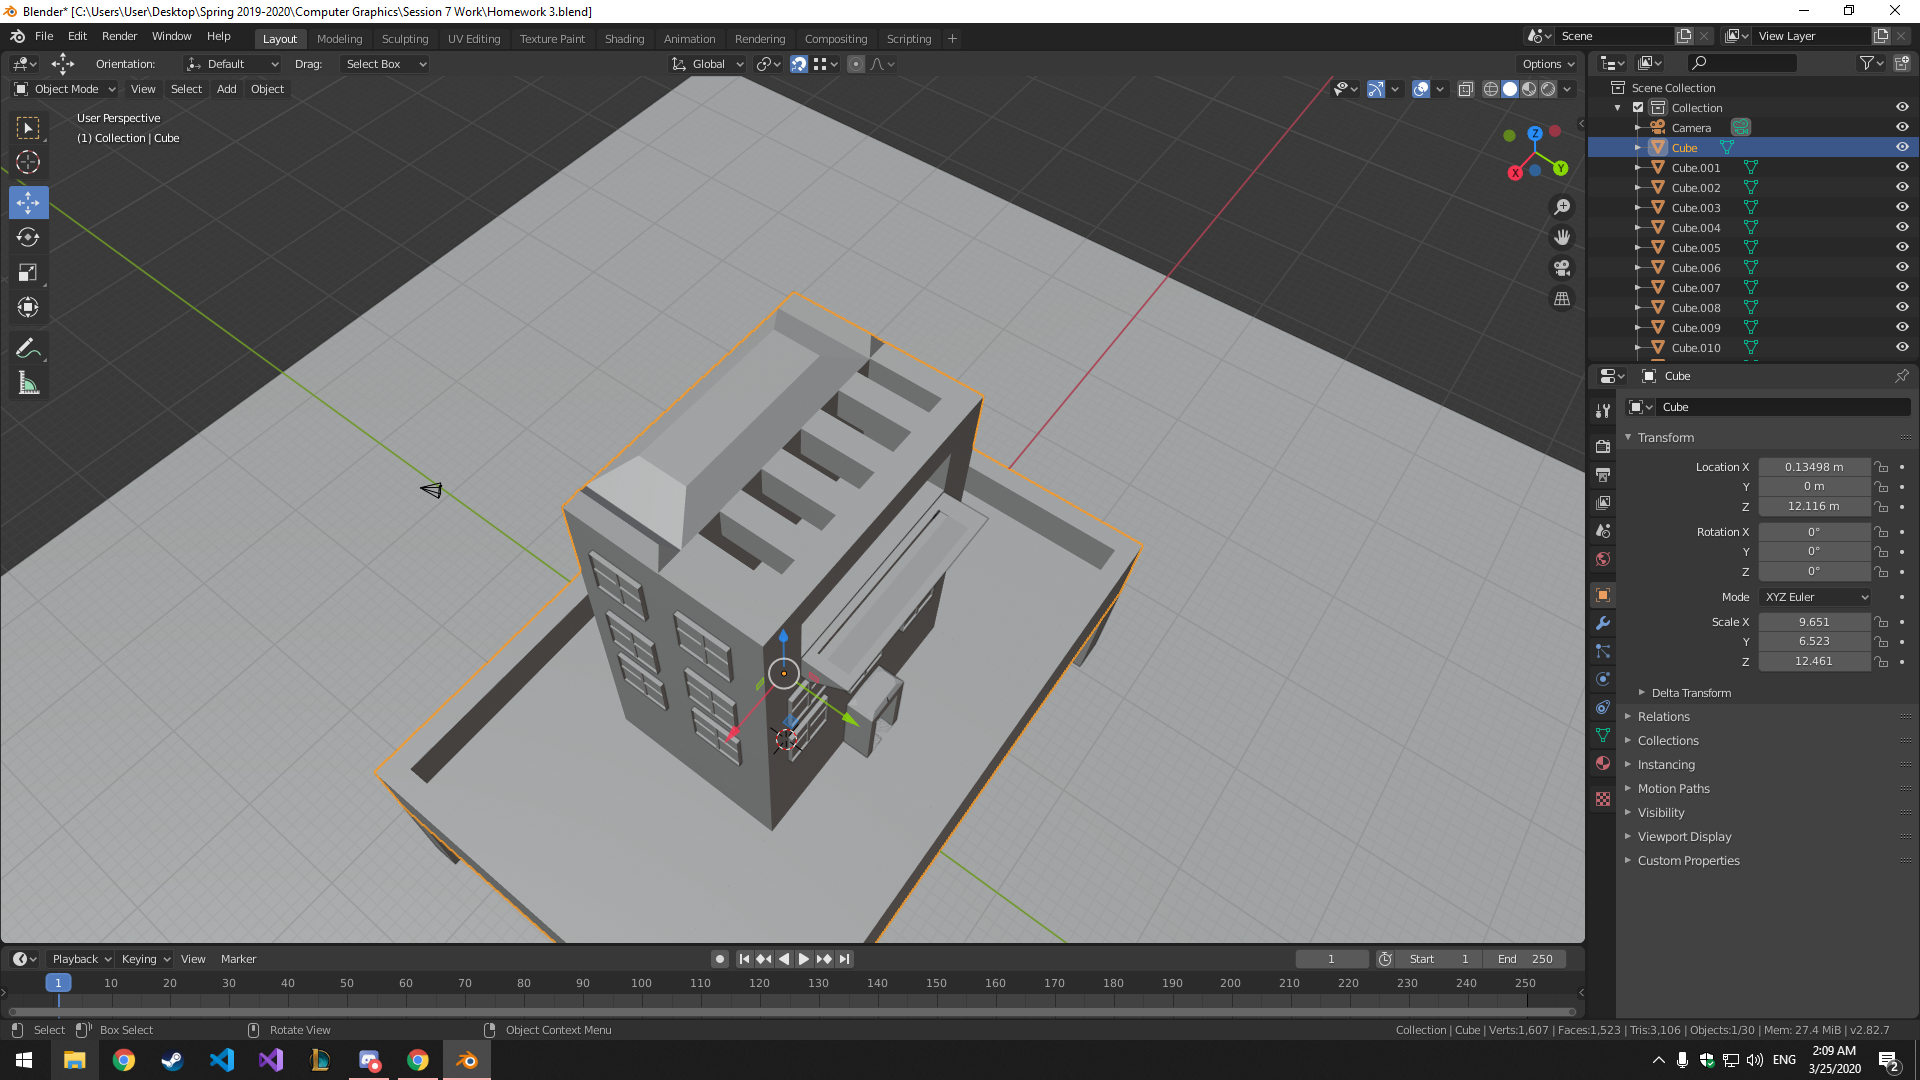 Blender* [C:\Users\User\Desktop\Spring 2019-2020\Computer Graphics\Session 7 Work\Homework 3.blend]
File Edit Render Window Help Layout Modeling Sculpting UV Editing Texture Paint Shading Animation Rendering Compositing Scripting + Scene View Layer
Orientation: Default Drag: Select Box Global Options
Object Mode View Select Add Object
User Perspective
(1) Collection | Cube
Z
Y
X
Scene Collection
Collection
Camera
Cube
Cube.001
Cube.002
Cube.003
Cube.004
Cube.005
Cube.006
Cube.007
Cube.008
Cube.009
Cube.010
Cube
Cube
Transform
Location X 0.13498 m
Y 0 m
Z 12.116 m
Rotation X 0°
Y 0°
Z 0°
Mode XYZ Euler
Scale X 9.651
Y 6.523
Z 12.461
Delta Transform
Relations
Collections
Instancing
Motion Paths
Visibility
Viewport Display
Custom Properties
Playback Keying View Marker 1 Start 1 End 250
1 10 20 30 40 50 60 70 80 90 100 110 120 130 140 150 160 170 180 190 200 210 220 230 240 250
Select Box Select Rotate View Object Context Menu Collection | Cube | Verts:1,607 | Faces:1,523 | Tris:3,106 | Objects:1/30 | Mem: 27.4 MiB | v2.82.7
ENG
2:09 AM
3/25/2020
2